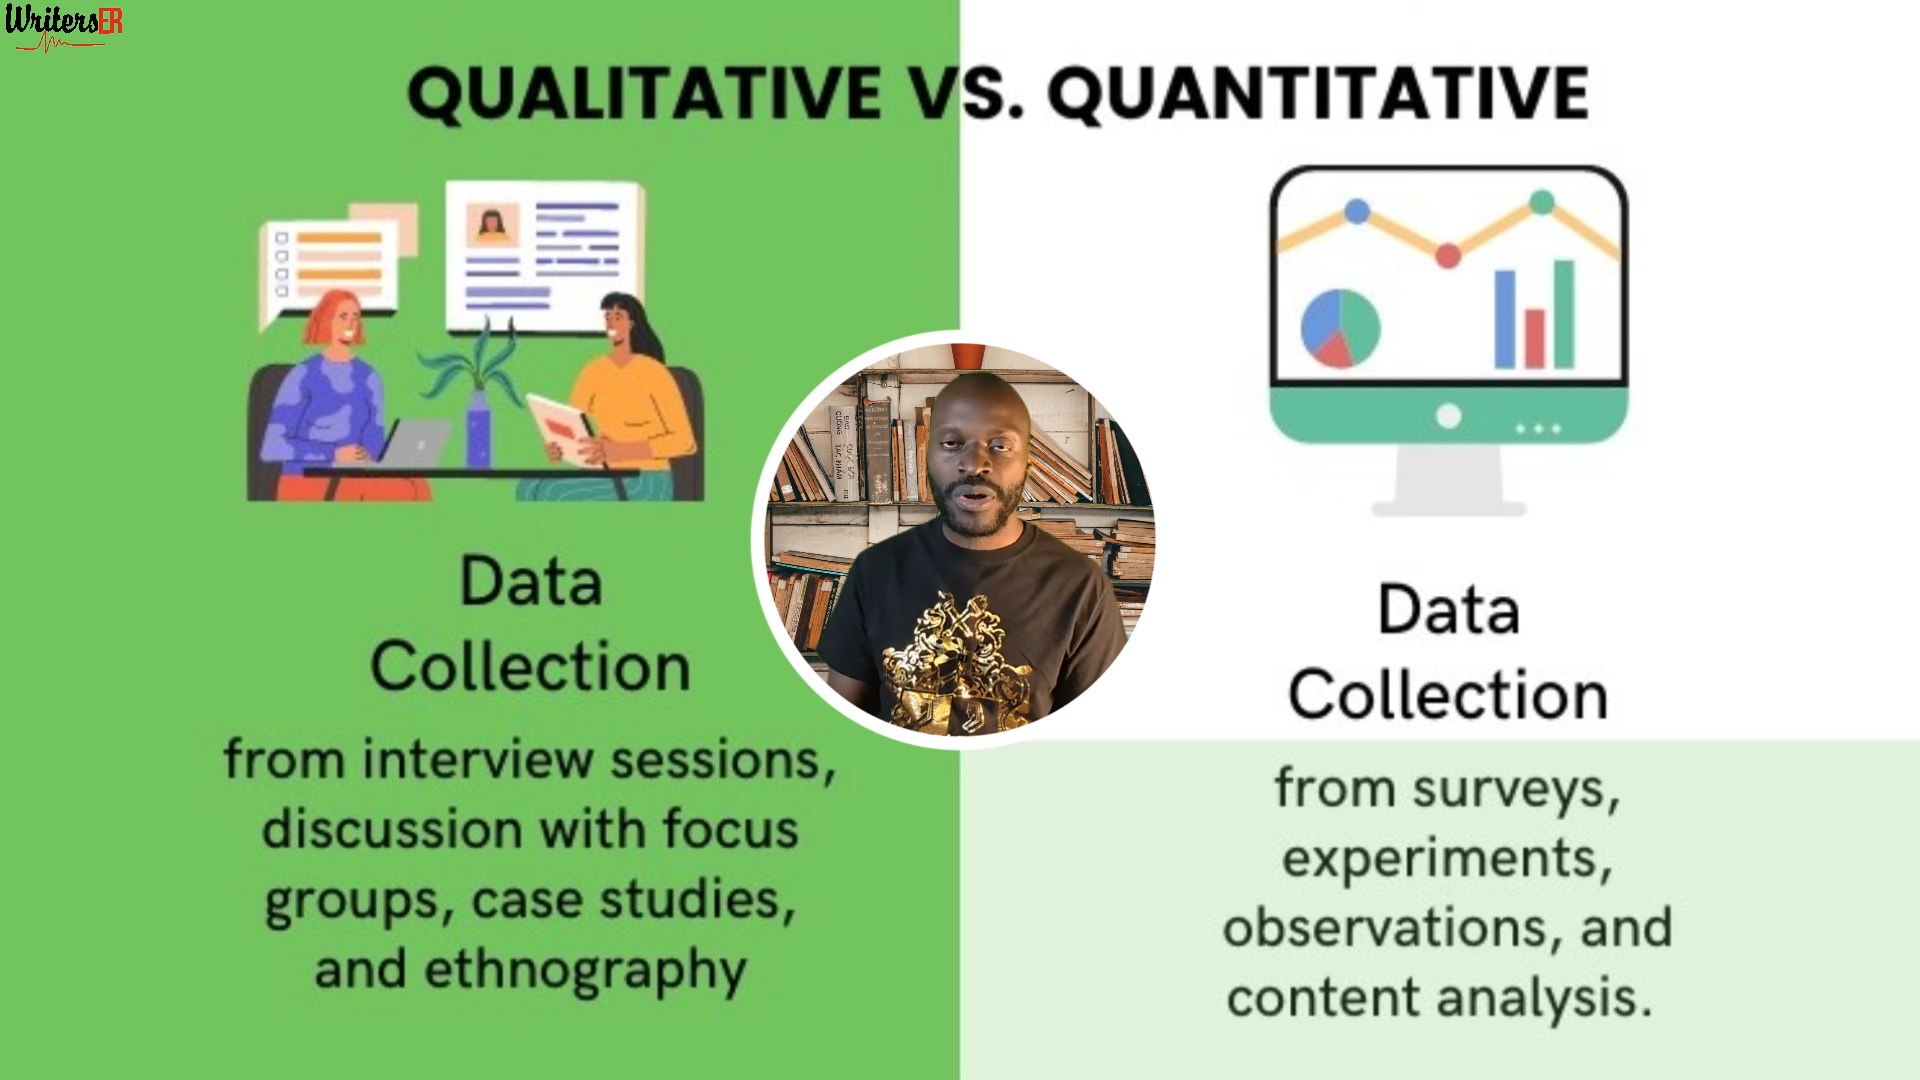 WritersER
QUALITATIVE VS. QUANTITATIVE
Data
Collection
from interview sessions,
discussion with focus
groups, case studies,
and ethnography
Data
Collection
from surveys,
experiments,
observations, and
content analysis.